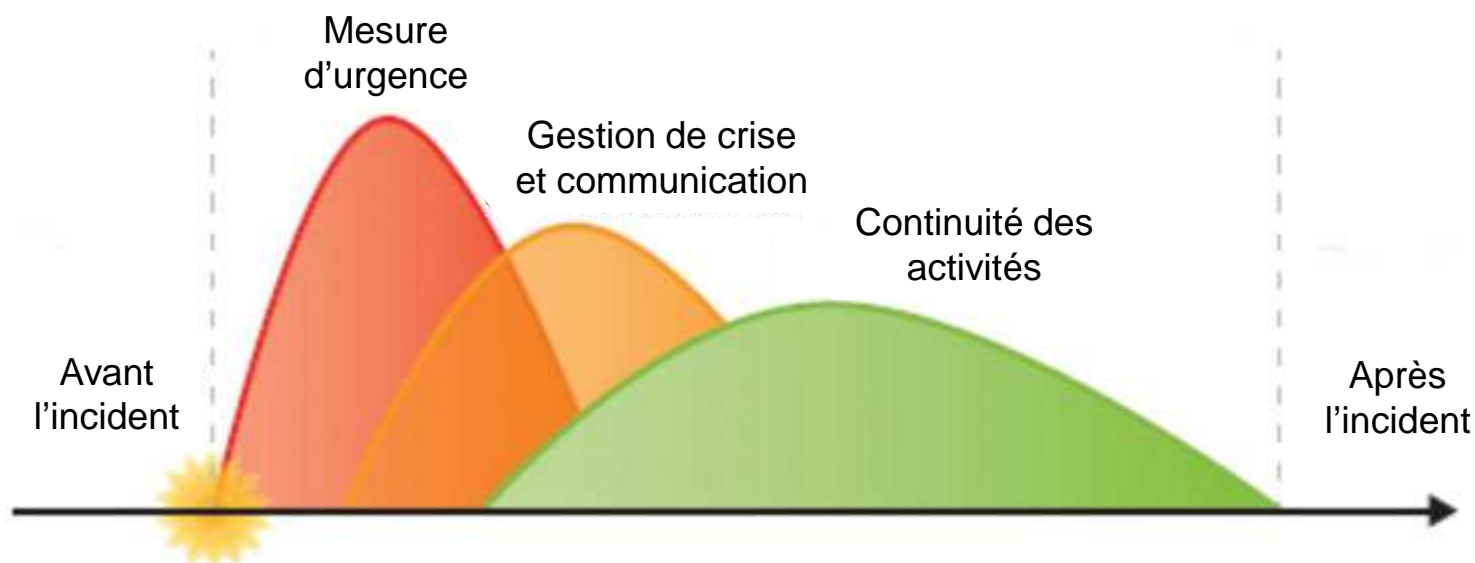 Mesure
d’urgence
Gestion de crise
et communication
Continuité des
activités
Avant
l’incident
Après
l’incident